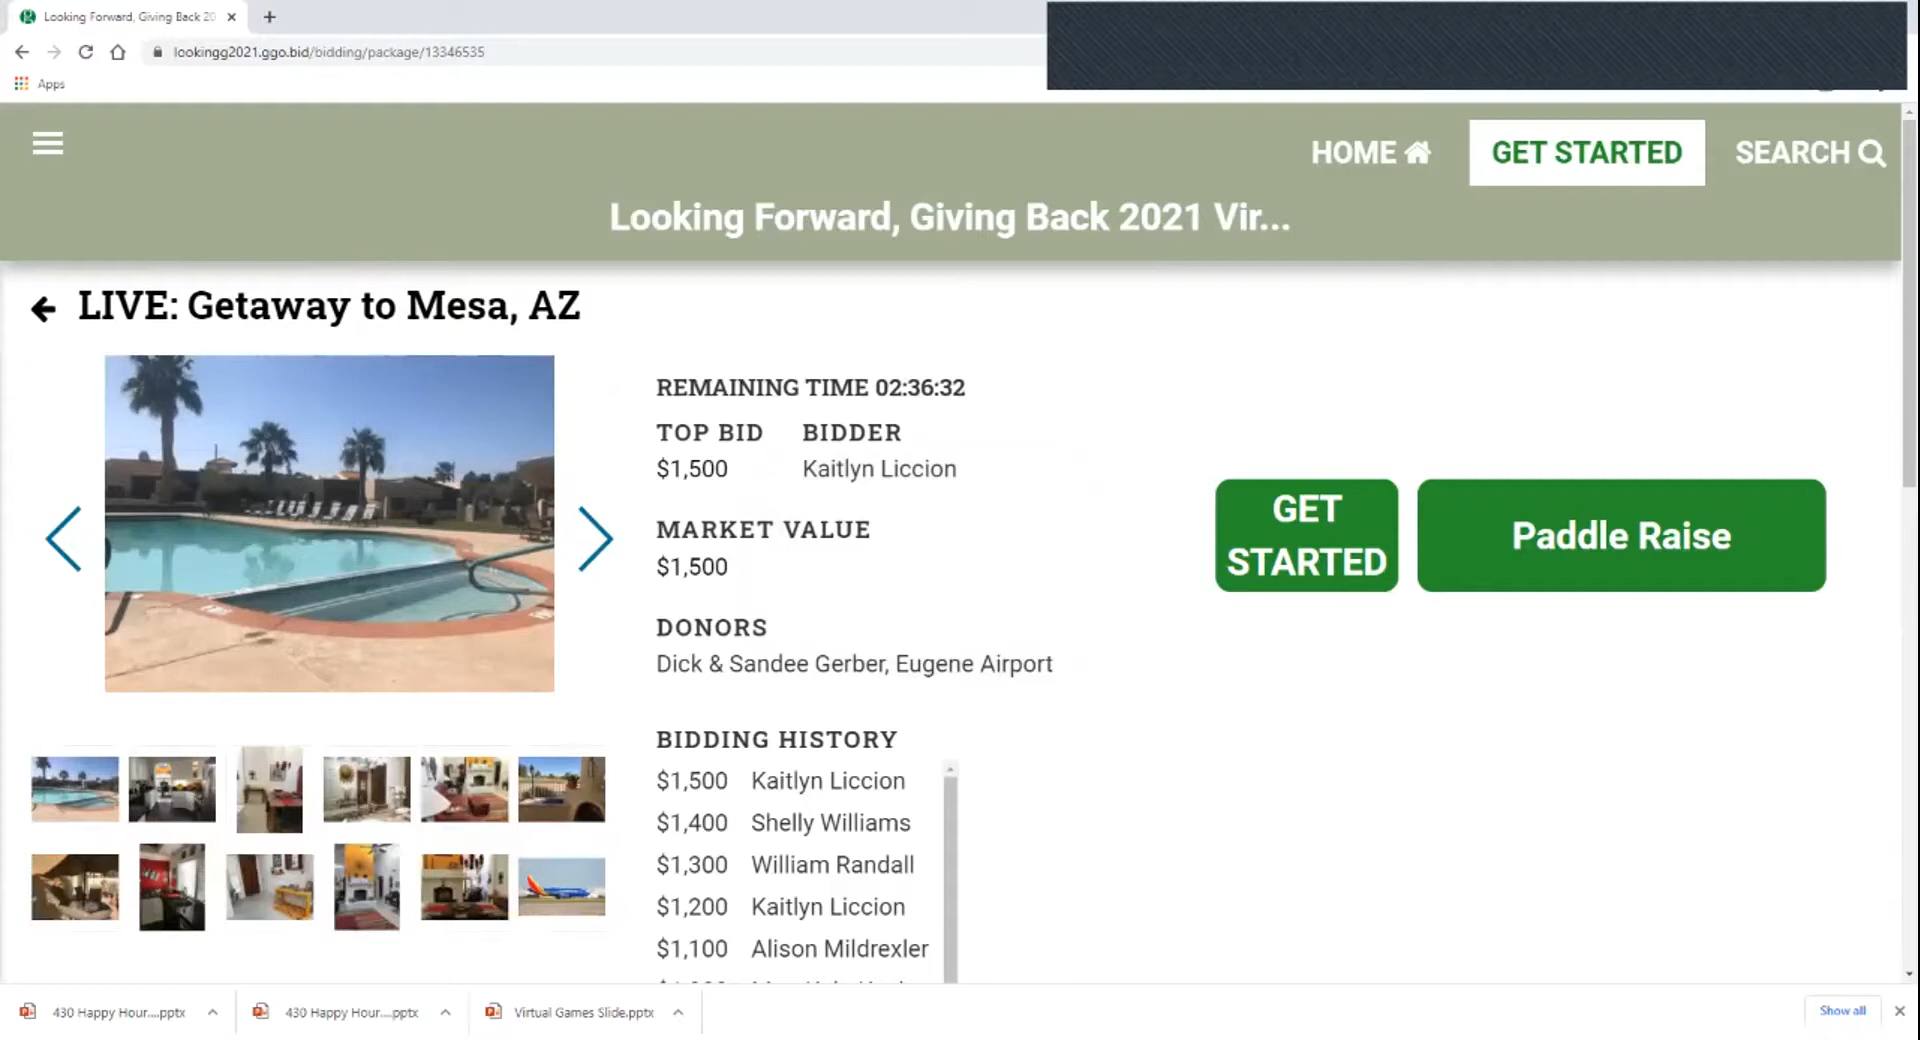 Looking Forward, Giving Back 20
lookingg2021.ggo.bid/bidding/package/13346535
Apps
HOME
GET STARTED
SEARCH
Looking Forward, Giving Back 2021 Vir...
LIVE: Getaway to Mesa, AZ
REMAINING TIME 02:36:32
TOP BID BIDDER
$1,500 Kaitlyn Liccion
MARKET VALUE
$1,500
DONORS
Dick & Sandee Gerber, Eugene Airport
GET
STARTED
Paddle Raise
BIDDING HISTORY
$1,500 Kaitlyn Liccion
$1,400 Shelly Williams
$1,300 William Randall
$1,200 Kaitlyn Liccion
$1,100 Alison Mildrexler
430 Happy Hour....pptx
430 Happy Hour....pptx
Virtual Games Slide.pptx
Show all